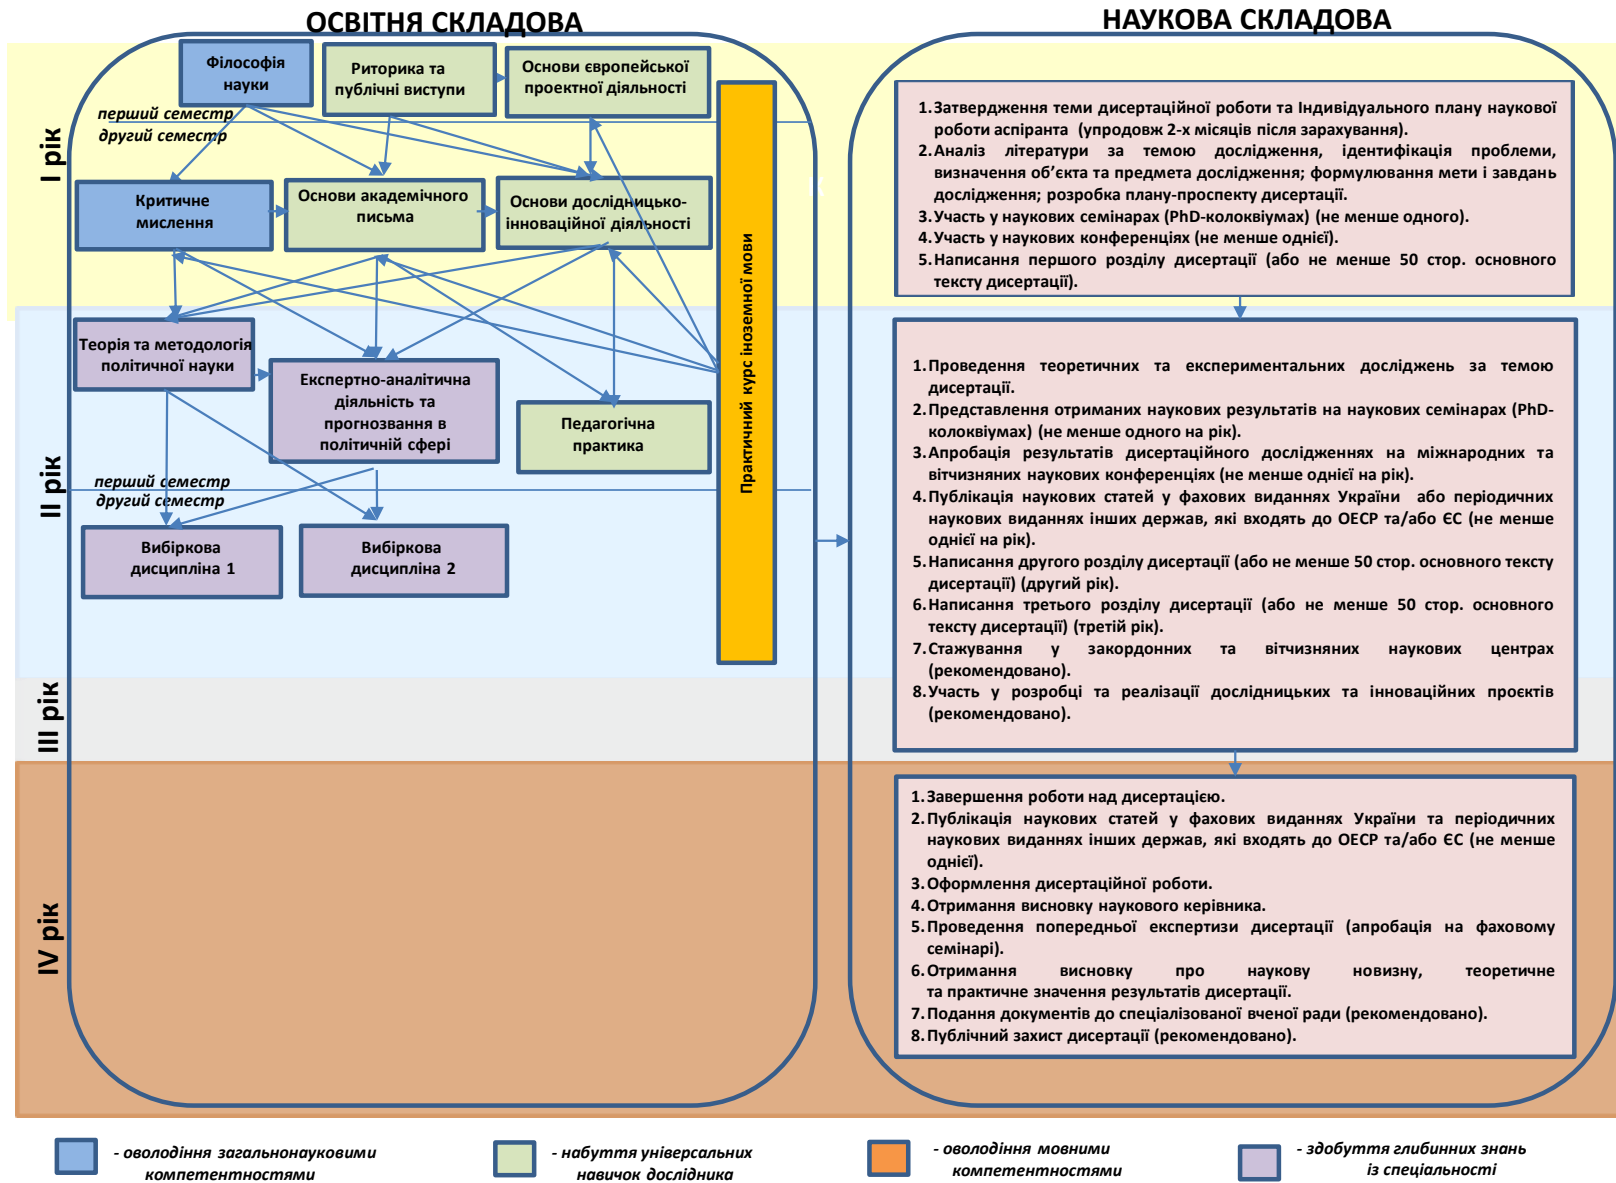 ОСВІТНЯ СКЛАДОВА
НАУКОВА СКЛАДОВА
І рік
Філософія
науки
Риторика та
публічні виступи
Основи європейської
проектної діяльності
перший семестр
другий семестр
Критичне
мислення
Основи академічного
письма
Основи дослідницько-
інноваційної діяльності
Практичний курс іноземної мови
ІІ рік
Теорія та методологія
політичної науки
Експертно-аналітична
діяльність та
прогнозвання в
політичній сфері
Педагогічна
практика
перший семестр
другий семестр
Вибіркова
дисципліна 1
Вибіркова
дисципліна 2
ІІІ рік
ІV рік
1. Затвердження теми дисертаційної роботи та Індивідуального плану наукової
роботи аспіранта (упродовж 2-х місяців після зарахування).
2. Аналіз літератури за темою дослідження, ідентифікація проблеми,
визначення об’єкта та предмета дослідження; формулювання мети і завдань
дослідження; розробка плану-проспекту дисертації.
3. Участь у наукових семінарах (PhD-колоквіумах) (не менше одного).
4. Участь у наукових конференціях (не менше однієї).
5. Написання першого розділу дисертації (або не менше 50 стор. основного
тексту дисертації).
1. Проведення теоретичних та експериментальних досліджень за темою
дисертації.
2. Представлення отриманих наукових результатів на наукових семінарах (PhD-
колоквіумах) (не менше одного на рік).
3. Апробація результатів дисертаційного дослідженнях на міжнародних та
вітчизняних наукових конференціях (не менше однієї на рік).
4. Публікація наукових статей у фахових виданнях України або періодичних
наукових виданнях інших держав, які входять до ОЕСР та/або ЄС (не менше
однієї на рік).
5. Написання другого розділу дисертації (або не менше 50 стор. основного тексту
дисертації) (другий рік).
6. Написання третього розділу дисертації (або не менше 50 стор. основного
тексту дисертації) (третій рік).
7. Стажування у закордонних та вітчизняних наукових центрах
(рекомендовано).
8. Участь у розробці та реалізації дослідницьких та інноваційних проєктів
(рекомендовано).
1. Завершення роботи над дисертацією.
2. Публікація наукових статей у фахових виданнях України та періодичних
наукових виданнях інших держав, які входять до ОЕСР та/або ЄС (не менше
однієї).
3. Оформлення дисертаційної роботи.
4. Отримання висновку наукового керівника.
5. Проведення попередньої експертизи дисертації (апробація на фаховому
семінарі).
6. Отримання висновку про наукову новизну, теоретичне
та практичне значення результатів дисертації.
7. Подання документів до спеціалізованої вченої ради (рекомендовано).
8. Публічний захист дисертації (рекомендовано).
- оволодіння загальнонауковими
компетентностями
- набуття універсальних
навичок дослідника
- оволодіння мовними
компетентностями
- здобуття глибинних знань
із спеціальності